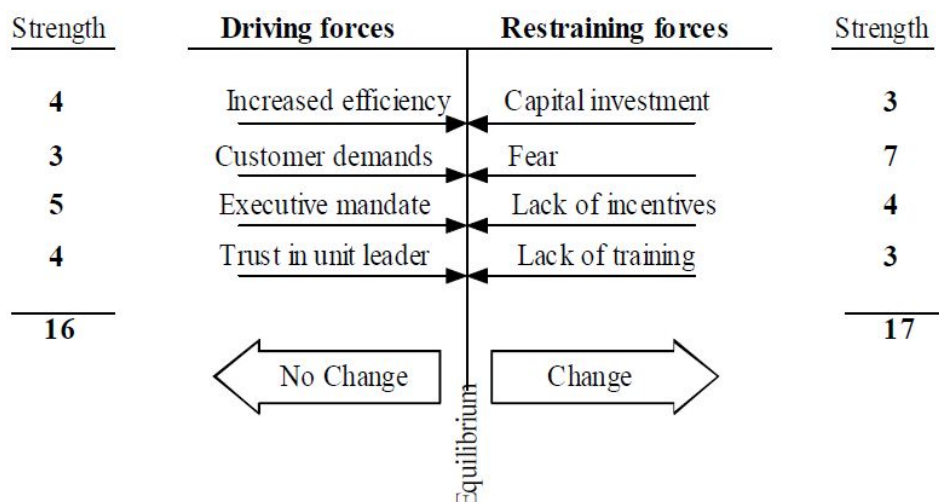 Strength Driving forces Restraining forces Strength
4 Increased efficiency Capital investment 3
3 Customer demands Fear 7
5 Executive mandate Lack of incentives 4
4 Trust in unit leader Lack of training 3
16 17
No Change Change
Equilibrium